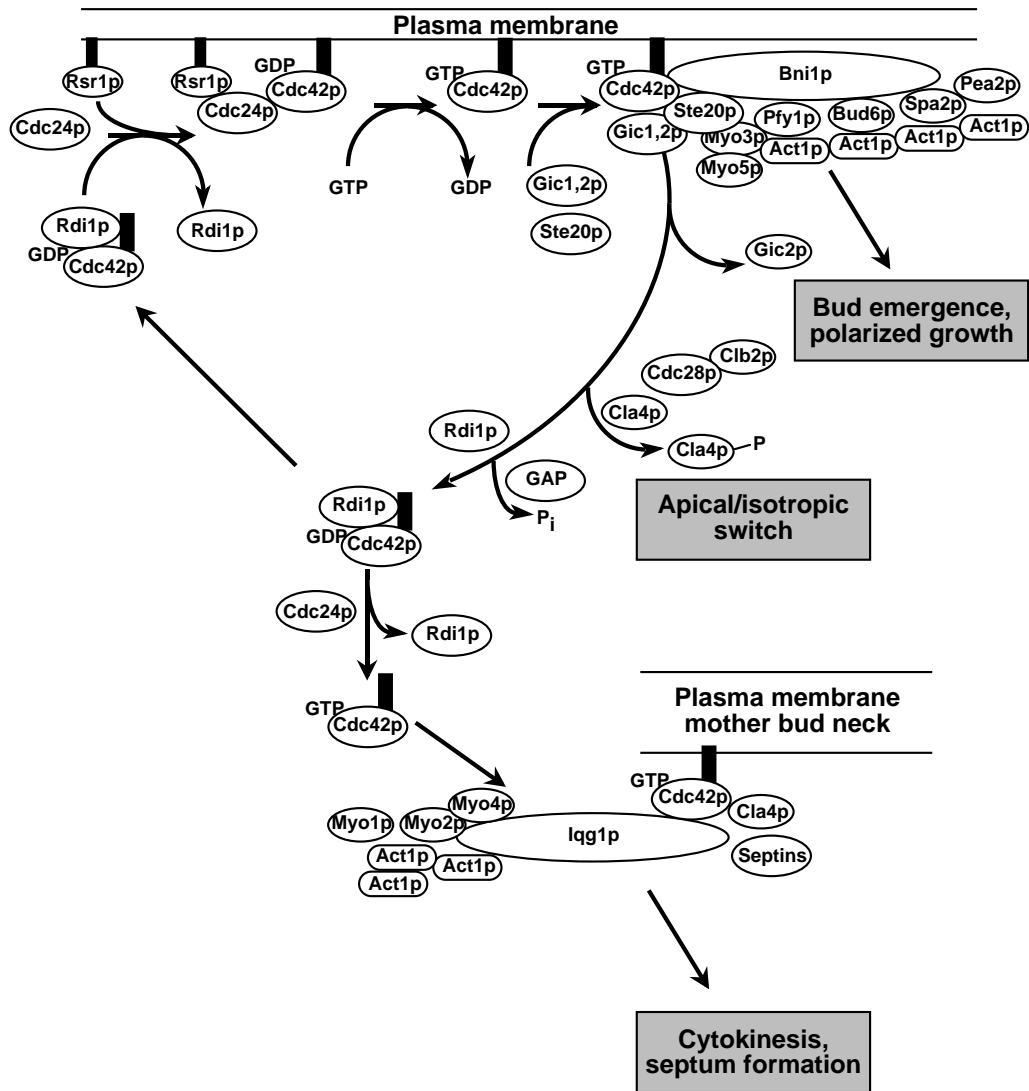 Plasma membrane
Rsr1p
Rsr1p
GDP
Cdc42p
Cdc24p
Cdc24p
GTP
Cdc42p
GTP
Cdc42p
Bni1p
Ste20p
Gic1,2p
Myo3p
Myo5p
Pfy1p
Act1p
Bud6p
Act1p
Spa2p
Act1p
Pea2p
Act1p
GTP
GDP
Gic1,2p
Ste20p
Rdi1p
GDP
Cdc42p
Rdi1p
Gic2p
Bud emergence,
polarized growth
Clb2p
Cdc28p
Cla4p
Cla4p
P
Rdi1p
GAP
Pi
Apical/isotropic
switch
Rdi1p
GDP
Cdc42p
Cdc24p
Rdi1p
GTP
Cdc42p
Plasma membrane
mother bud neck
GTP
Cdc42p
Cla4p
Septins
Myo4p
Myo1p
Myo2p
Iqg1p
Act1p
Act1p
Act1p
Cytokinesis,
septum formation